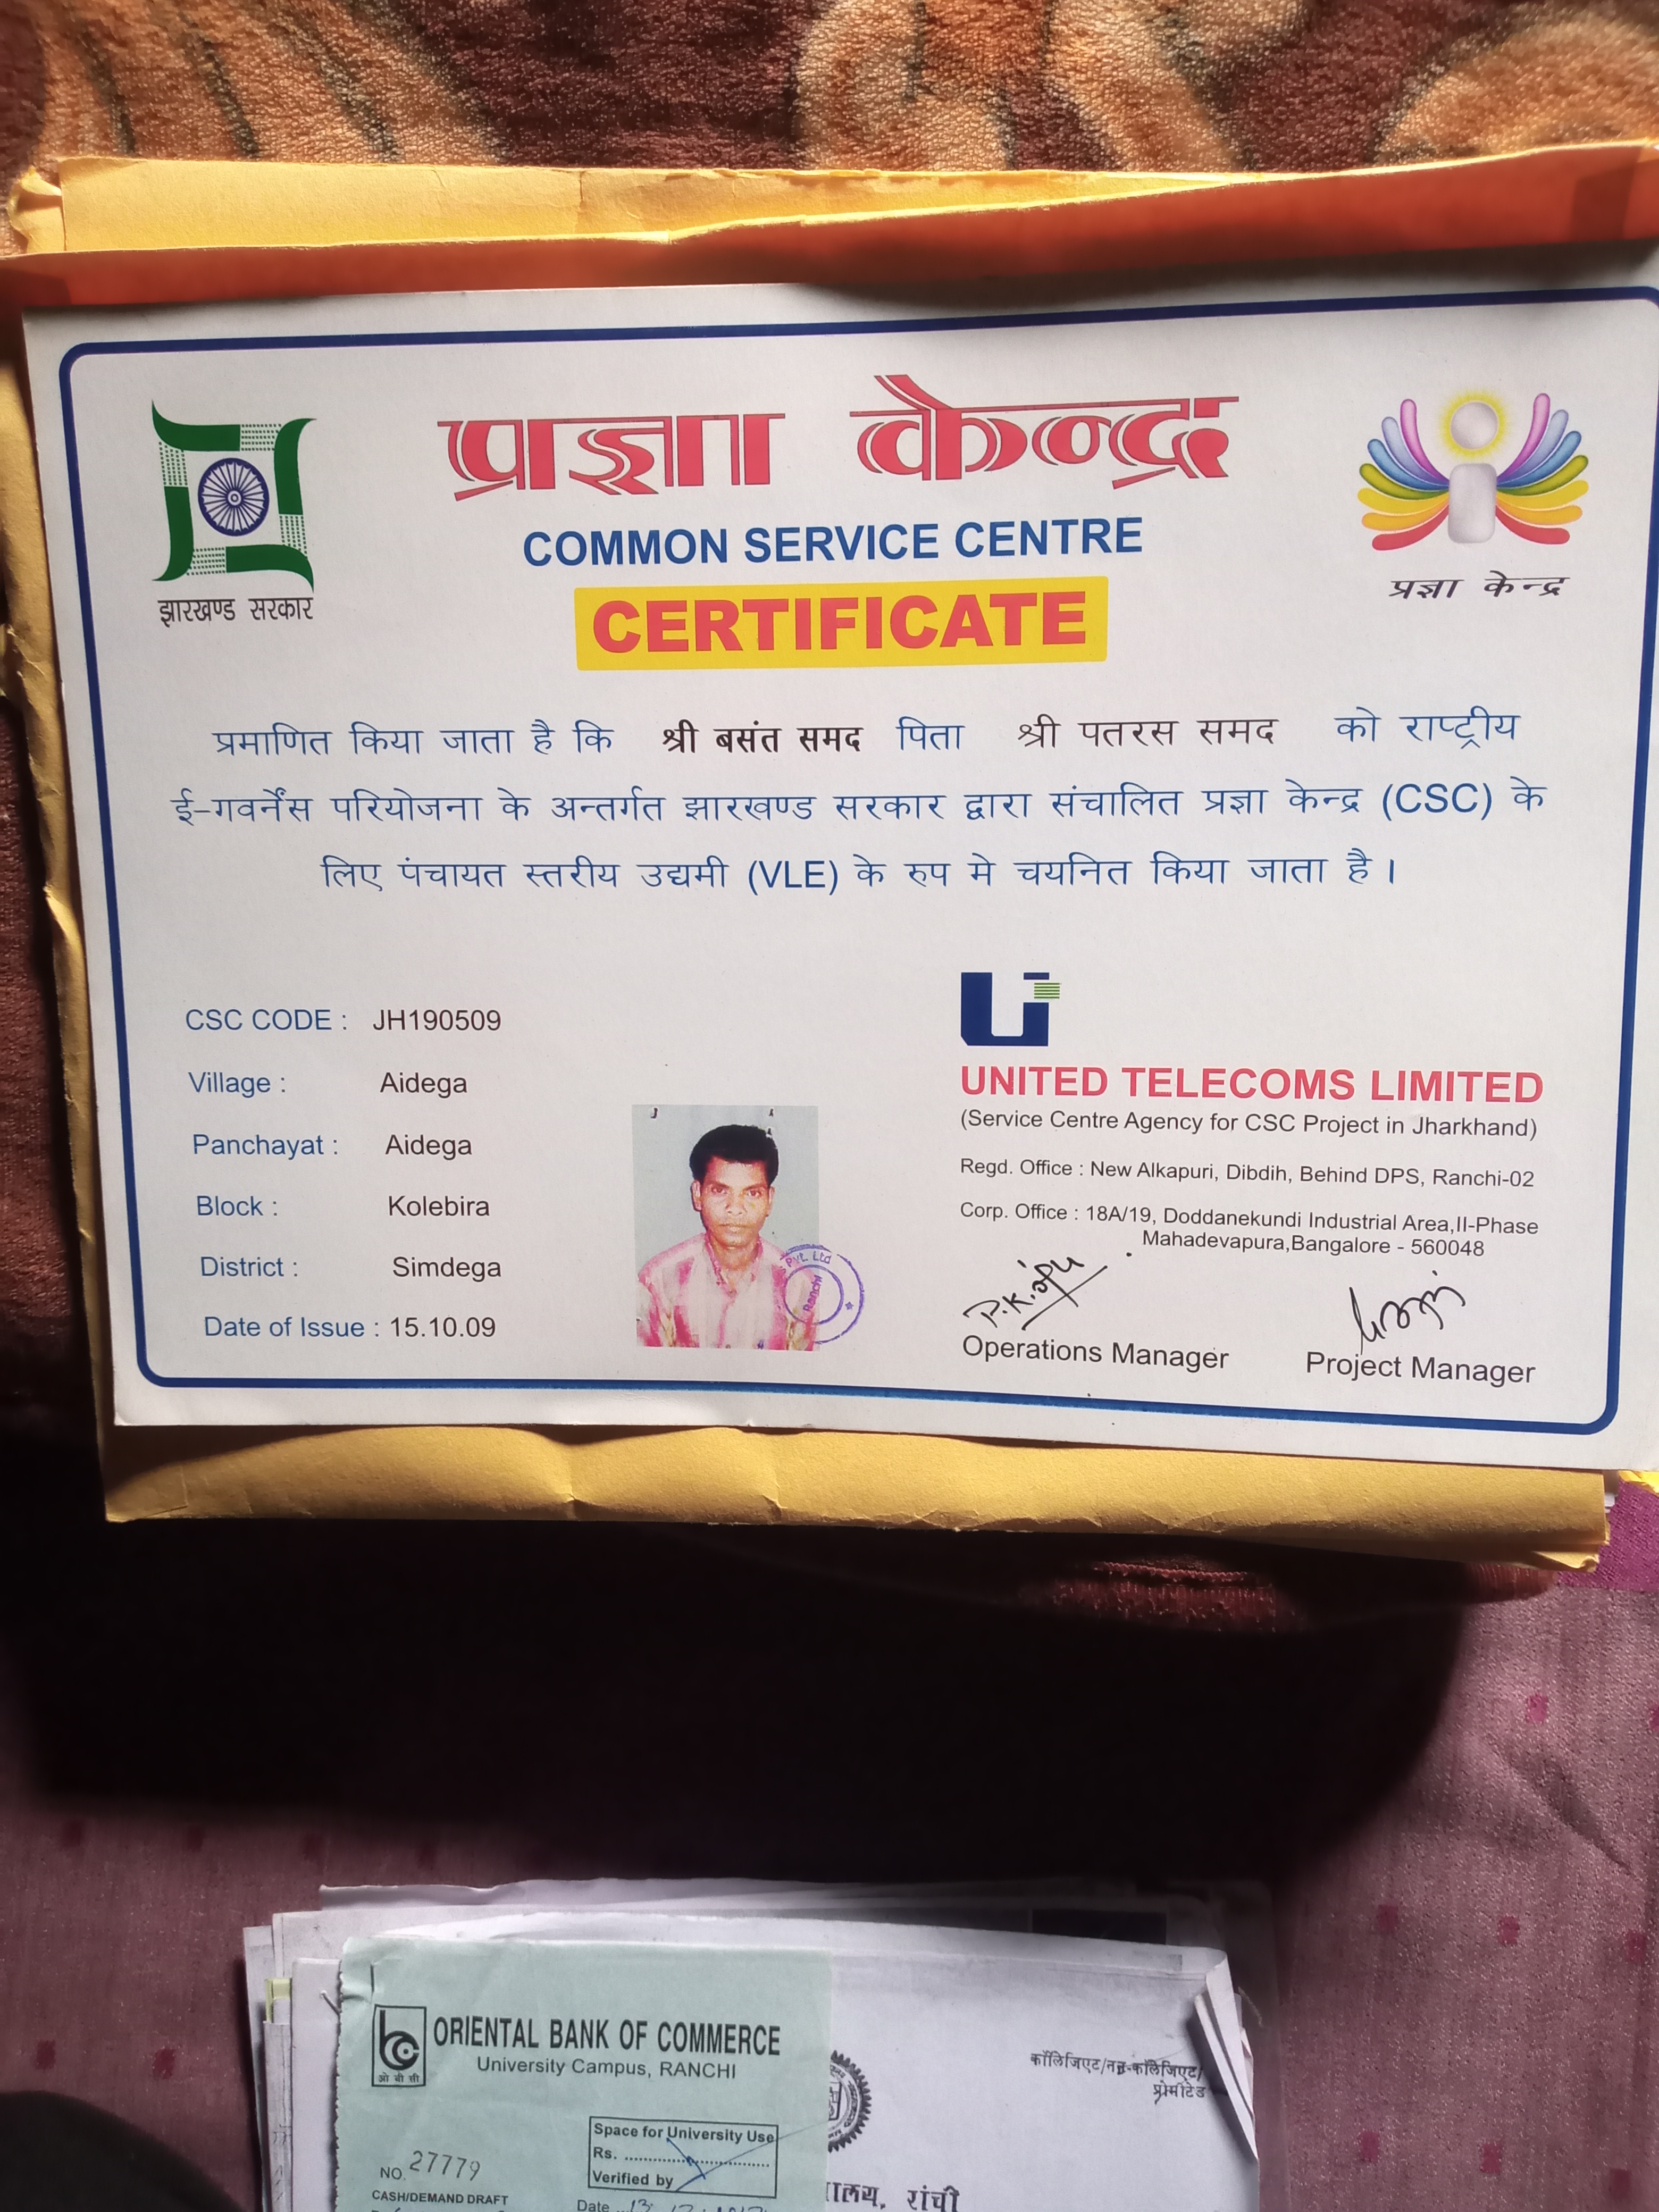 प्रज्ञा केन्द्र
COMMON SERVICE CENTRE
CERTIFICATE
झारखण्ड सरकार
प्रज्ञा केन्द्र
प्रमाणित किया जाता है कि श्री बसंत समद पिता श्री पतरस समद को राष्ट्रीय
ई-गवर्नेंस परियोजना के अन्तर्गत झारखण्ड सरकार द्वारा संचालित प्रज्ञा केन्द्र (CSC) के
लिए पंचायत स्तरीय उद्यमी (VLE) के रुप मे चयनित किया जाता है।
CSC CODE : JH190509
Village : Aidega
Panchayat : Aidega
Block : Kolebira
District : Simdega
Date of Issue : 15.10.09
Pvt. Ltd
Ranchi
UNITED TELECOMS LIMITED
(Service Centre Agency for CSC Project in Jharkhand)
Regd. Office : New Alkapuri, Dibdih, Behind DPS, Ranchi-02
Corp. Office : 18A/19, Doddanekundi Industrial Area,II-Phase
Mahadevapura,Bangalore - 560048
P.K.
Operations Manager
Project Manager
ORIENTAL BANK OF COMMERCE
University Campus, RANCHI
ओ बी सी
Space for University Use
Rs. ..............................
Verified by
NO. 27779
CASH/DEMAND DRAFT
Date
कॉलिजिएट/नन-कॉलिजिएट/
प्रोमोटेड
रांची